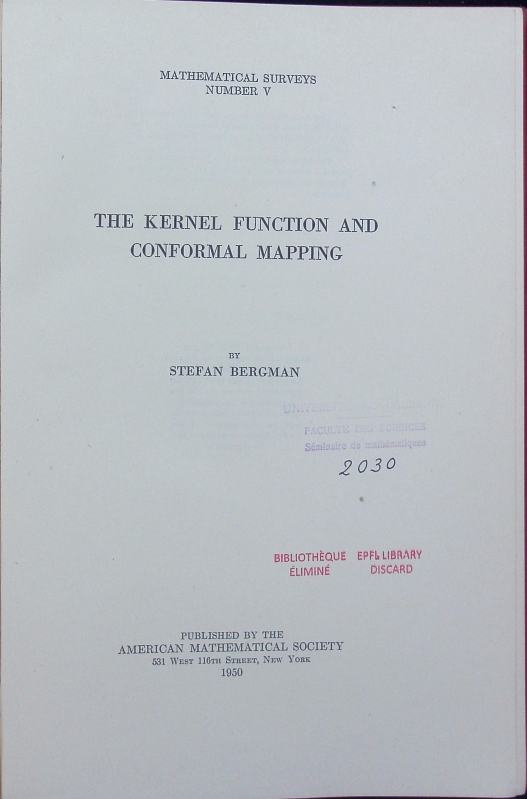 MATHEMATICAL SURVEYS
NUMBER V
THE KERNEL FUNCTION AND
CONFORMAL MAPPING
BY
STEFAN BERGMAN
FACULTÉ DES SCIENCES
Séminaire de mathématiques
2030
BIBLIOTHÈQUE EPFL LIBRARY
ÉLIMINÉ DISCARD
PUBLISHED BY THE
AMERICAN MATHEMATICAL SOCIETY
531 WEST 116TH STREET, NEW YORK
1950